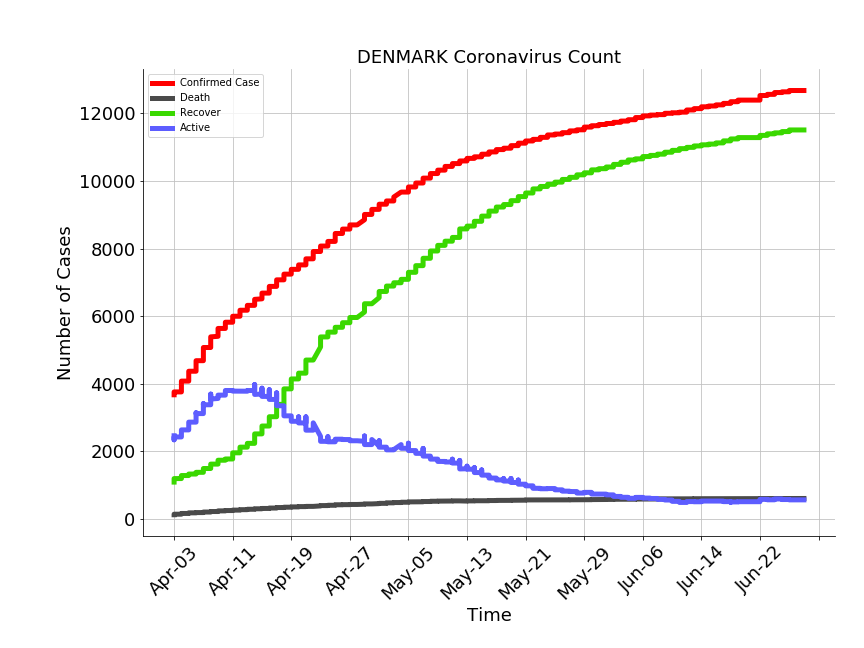 DENMARK Coronavirus Count
Confirmed Case
Death
Recover
Active
12000
10000
8000
6000
4000
2000
0
Number of Cases
Apr-03
Apr-11
Apr-19
Apr-27
May-05
May-13
May-21
May-29
Jun-06
Jun-14
Jun-22
Time